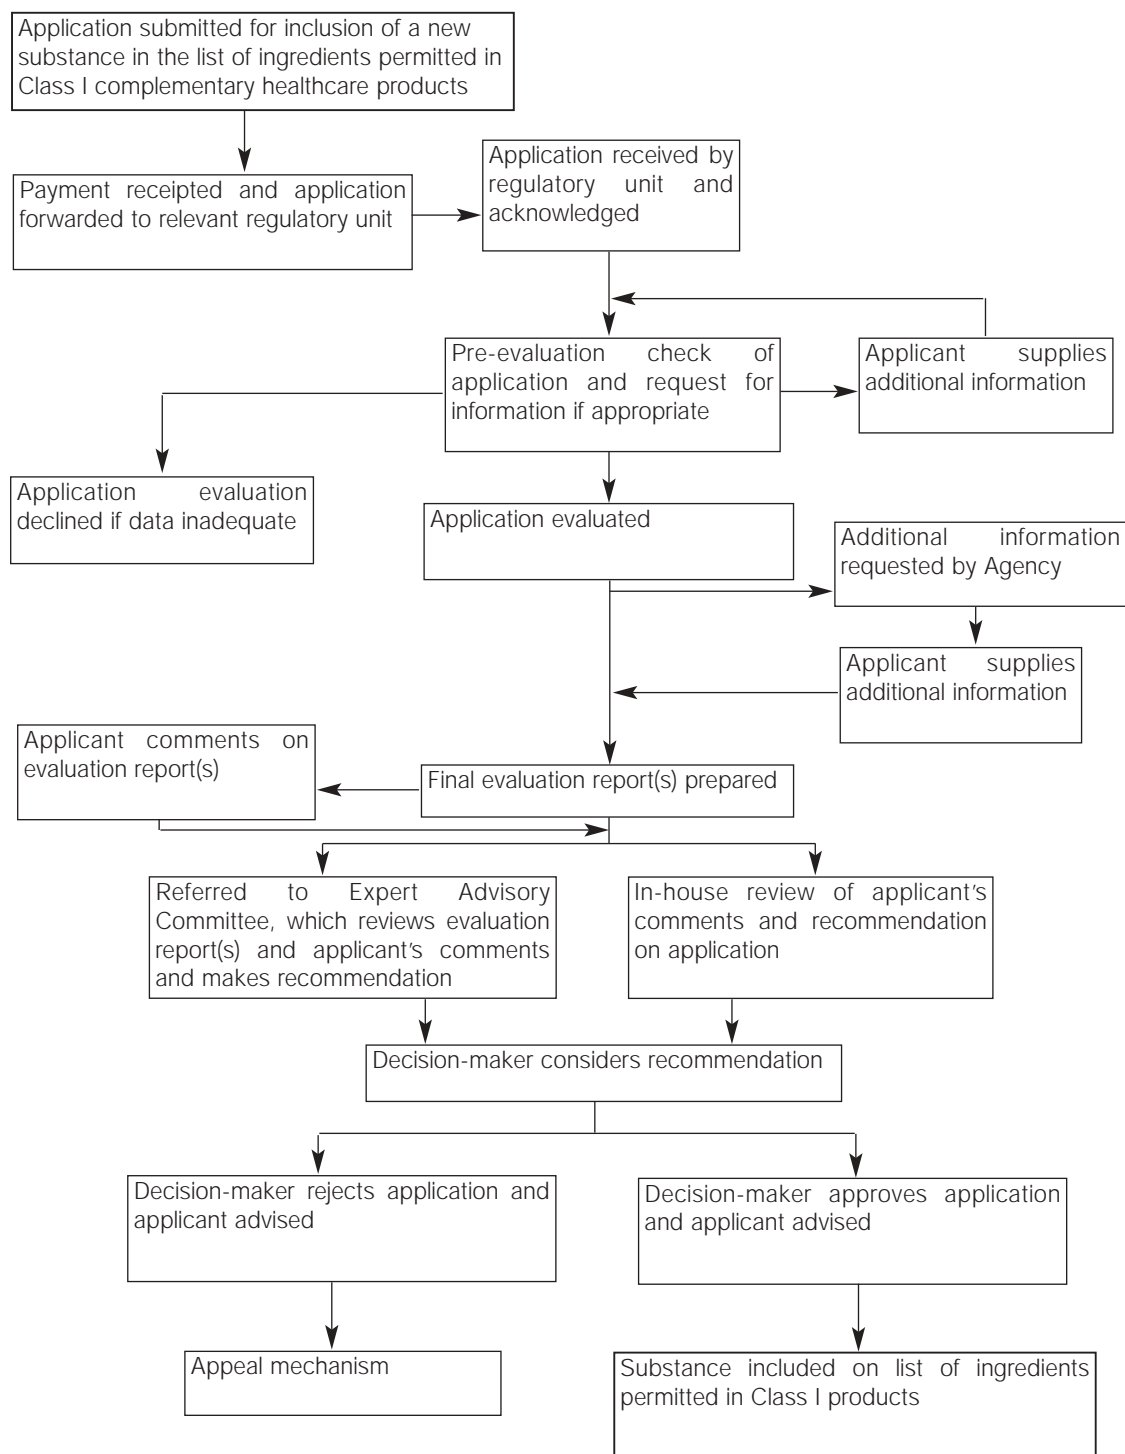 Application submitted for inclusion of a new
substance in the list of ingredients permitted in
Class I complementary healthcare products
Payment receipted and application
forwarded to relevant regulatory unit
Application received by
regulatory unit and
acknowledged
Pre-evaluation check of
application and request for
information if appropriate
Applicant supplies
additional information
Application evaluation
declined if data inadequate
Application evaluated
Additional information
requested by Agency
Applicant supplies
additional information
Applicant comments on
evaluation report(s)
Final evaluation report(s) prepared
Referred to Expert Advisory
Committee, which reviews evaluation
report(s) and applicant's comments
and makes recommendation
In-house review of applicant's
comments and recommendation
on application
Decision-maker considers recommendation
Decision-maker rejects application and
applicant advised
Decision-maker approves application
and applicant advised
Appeal mechanism
Substance included on list of ingredients
permitted in Class I products